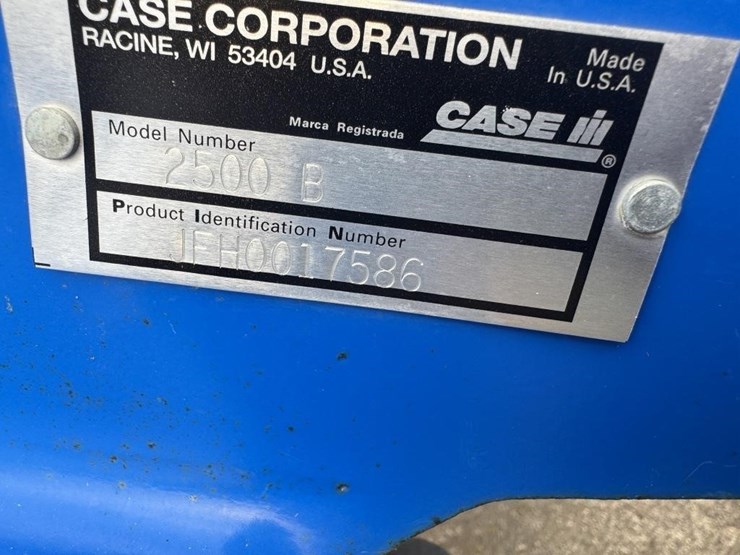 CASE CORPORATION
RACINE, WI 53404 U.S.A.
Made
In U.S.A.
Marca Registrada
CASE IH ®
Model Number
2500 B
Product Identification Number
JFH0017586